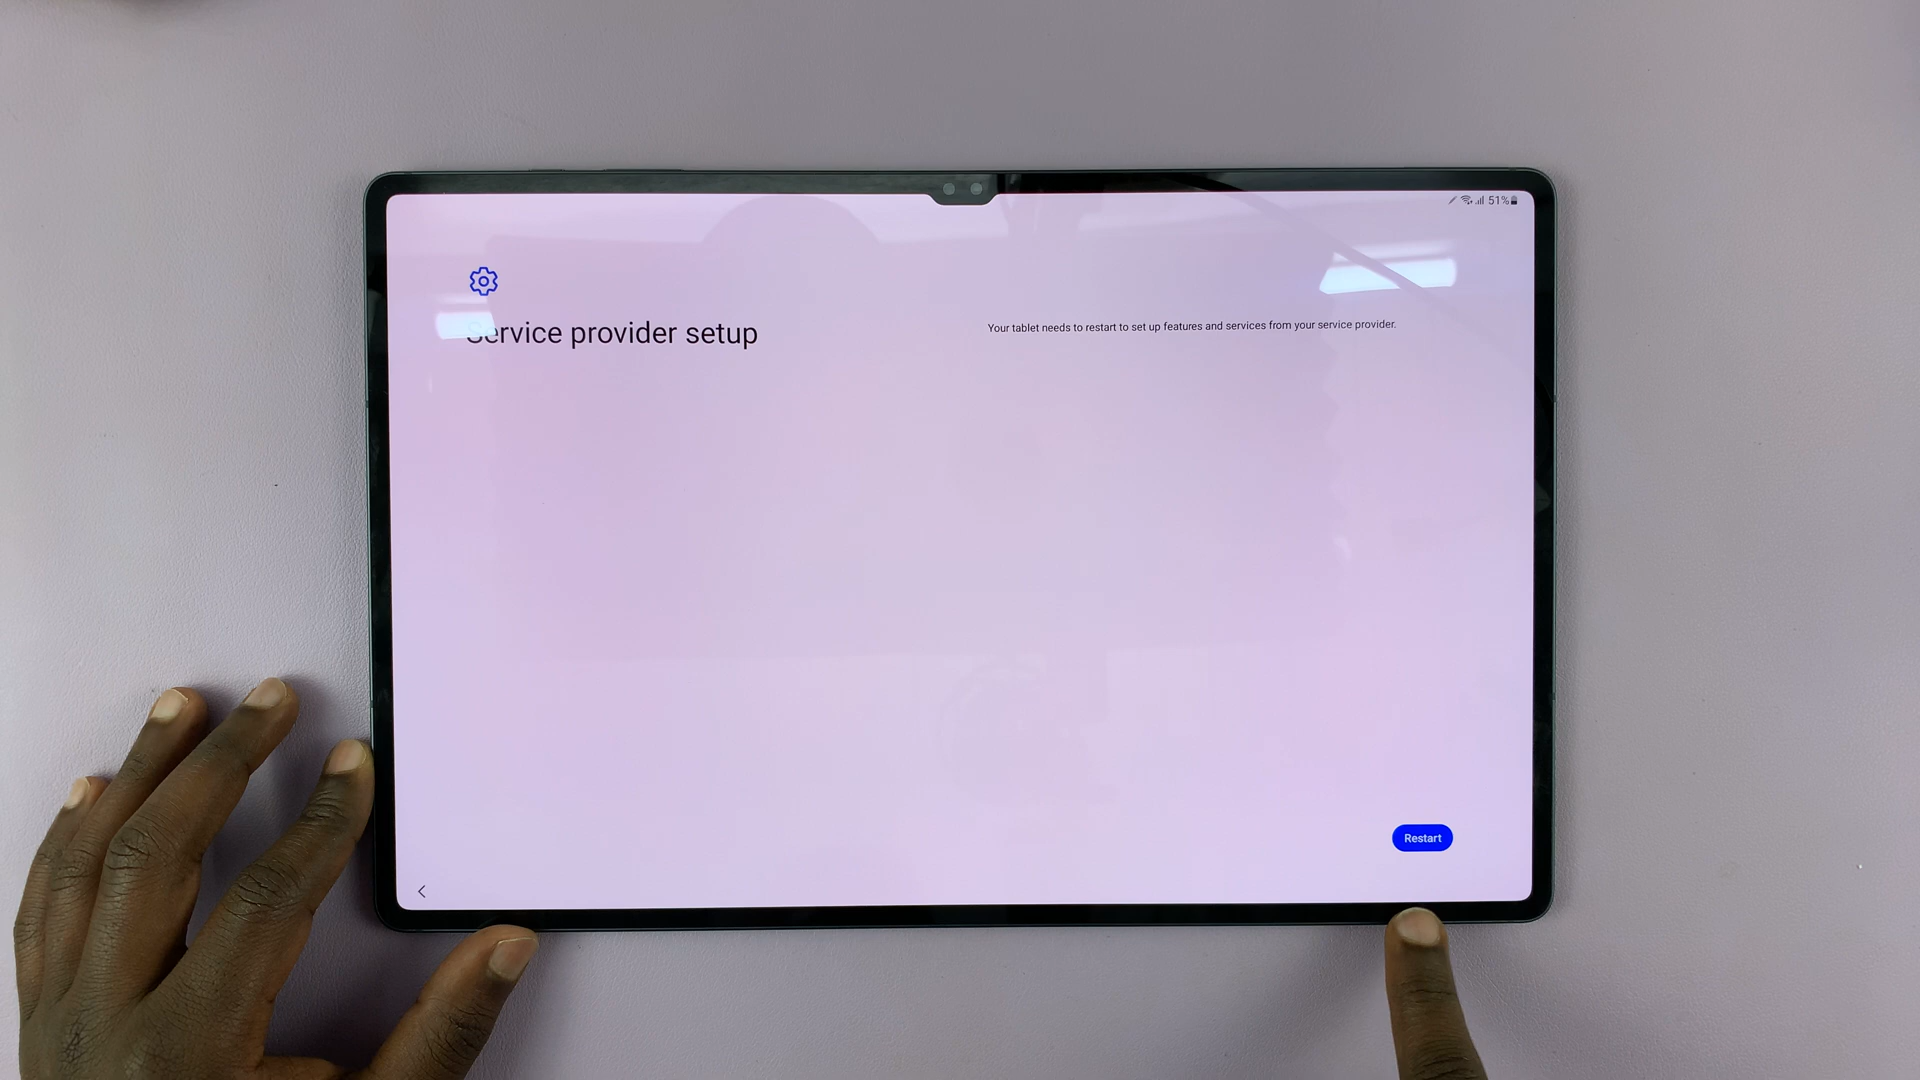 51%
Service provider setup
Your tablet needs to restart to set up features and services from your service provider.
Restart